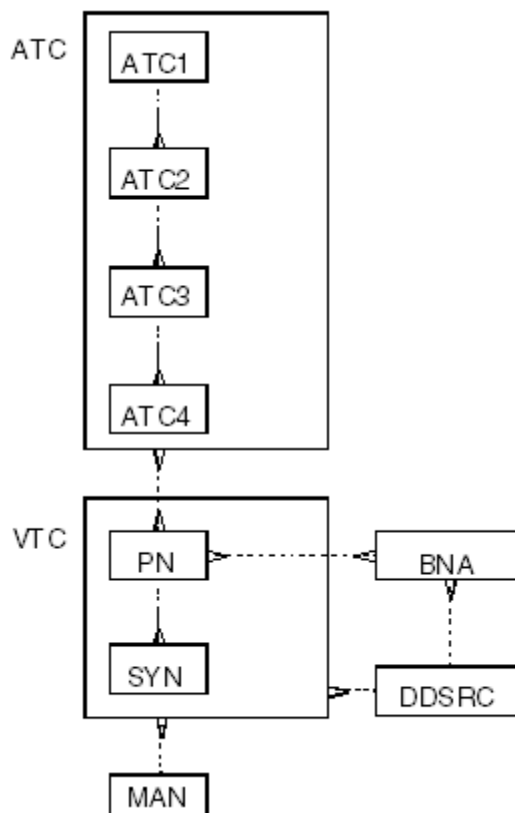 ATC
ATC1
ATC2
ATC3
ATC4
VTC
PN
BNA
SYN
DDSRC
MAN